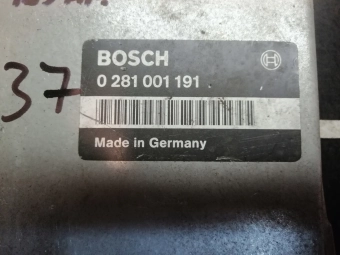 BOSCH
0 281 001 191
37
Made in Germany